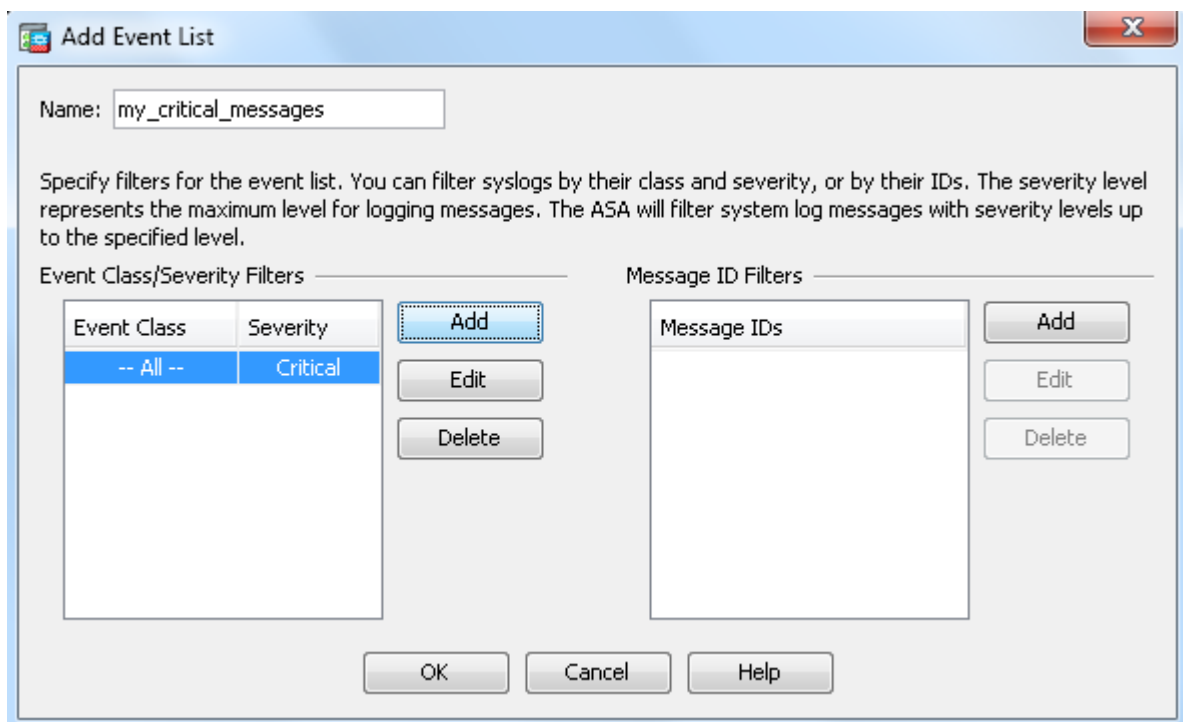 Add Event List
Name: my_critical_messages
Specify filters for the event list. You can filter syslogs by their class and severity, or by their IDs. The severity level
represents the maximum level for logging messages. The ASA will filter system log messages with severity levels up
to the specified level.
Event Class/Severity Filters
Event Class Severity
-- All -- Critical
Add
Edit
Delete
Message ID Filters
Message IDs
Add
Edit
Delete
OK Cancel Help